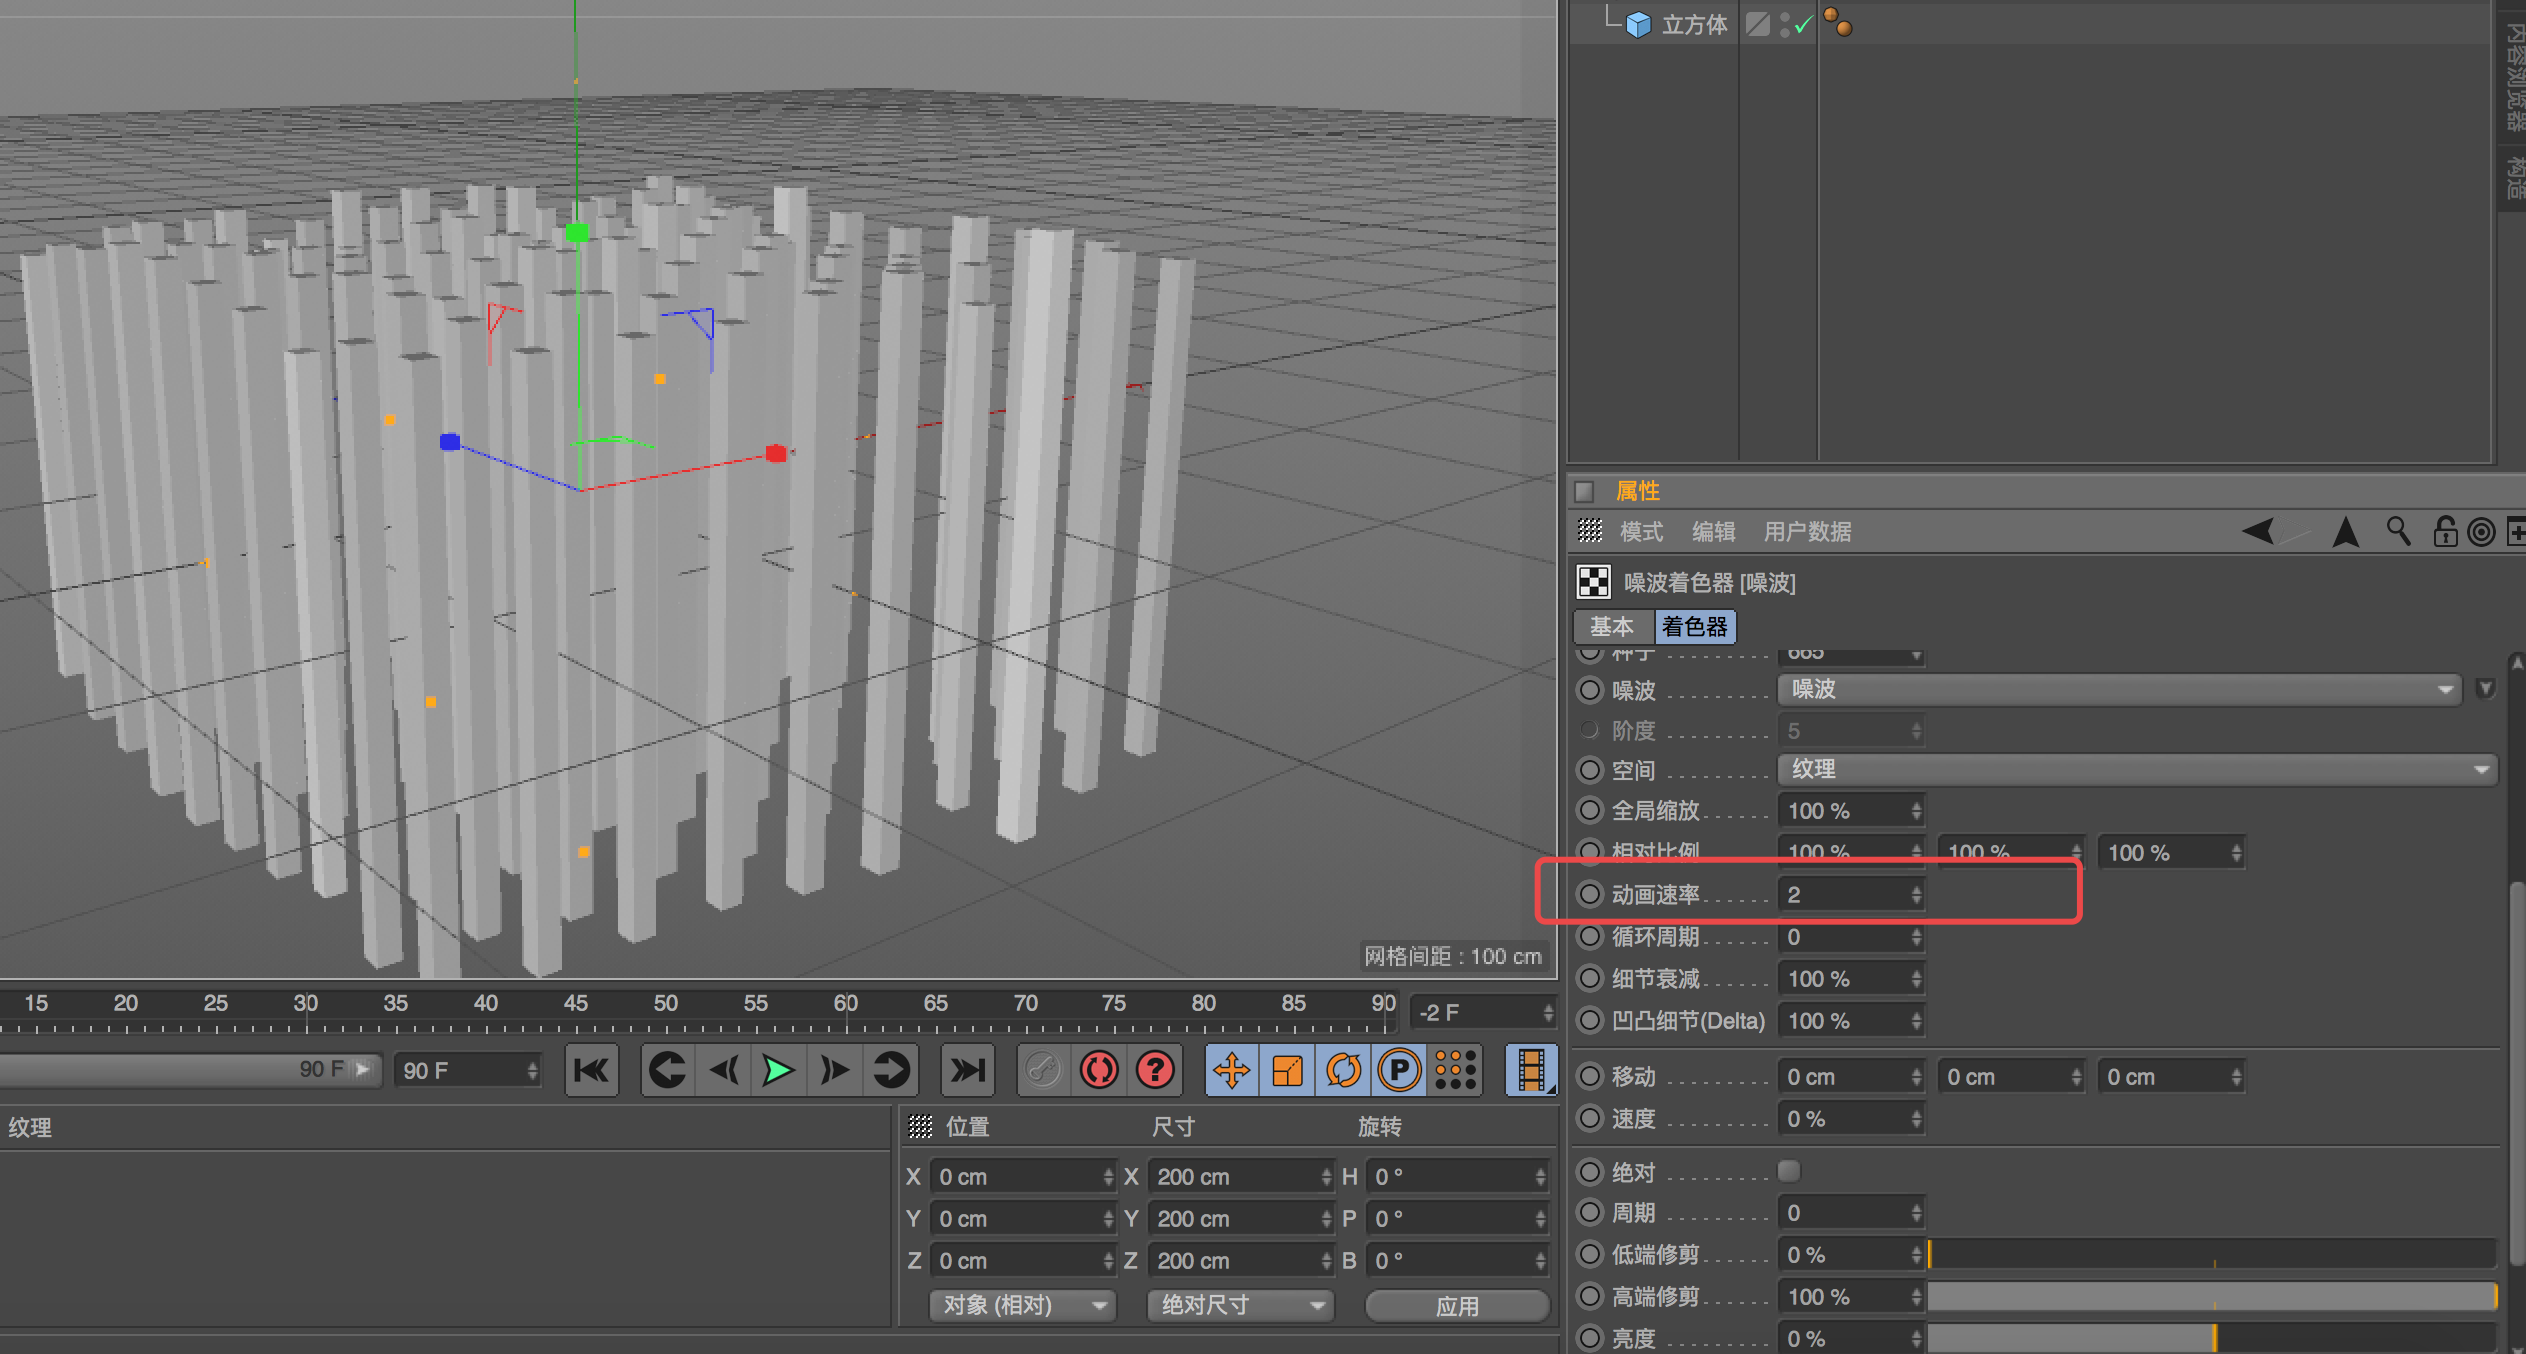 立方体
内容浏览器
构造
属性
模式 编辑 用户数据
噪波着色器 [噪波]
基本 着色器
种子 665
噪波 噪波
阶度 5
空间 纹理
全局缩放 100 %
相对比例 100 % 100 % 100 %
动画速率 2
循环周期 0
细节衰减 100 %
凹凸细节(Delta) 100 %
移动 0 cm 0 cm 0 cm
速度 0 %
绝对
周期 0
低端修剪 0 %
高端修剪 100 %
亮度 0 %
网格间距 : 100 cm
15 20 25 30 35 40 45 50 55 60 65 70 75 80 85 90 -2 F
90 F 90 F
P
纹理
位置 尺寸 旋转
X 0 cm X 200 cm H 0 °
Y 0 cm Y 200 cm P 0 °
Z 0 cm Z 200 cm B 0 °
对象 (相对) 绝对尺寸 应用